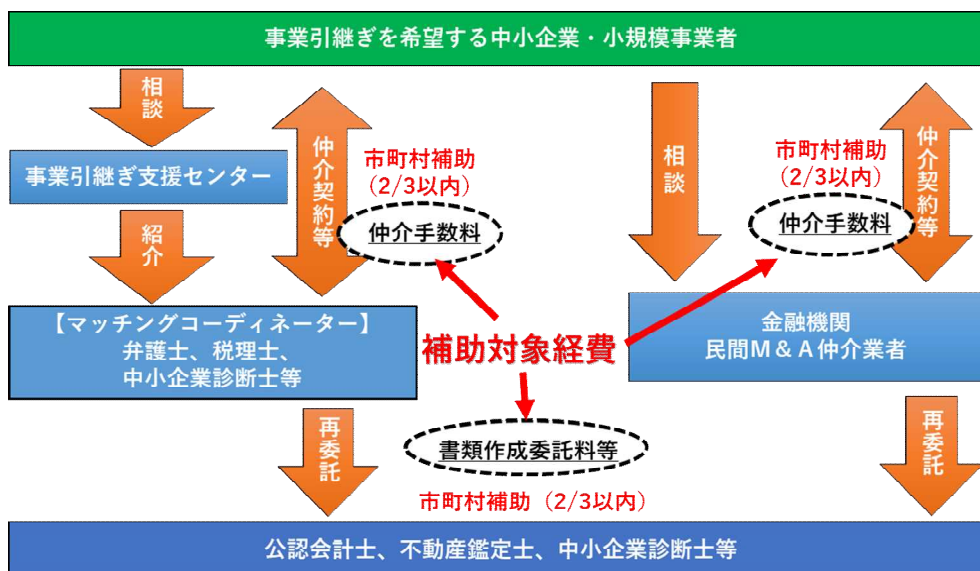 事業引継ぎを希望する中小企業・小規模事業者
相談
事業引継ぎ支援センター
紹介
仲介契約等
市町村補助
（2/3以内）
仲介手数料
相談
市町村補助
（2/3以内）
仲介手数料
仲介契約等
【マッチングコーディネーター】
弁護士、税理士、
中小企業診断士等
補助対象経費
金融機関
民間M＆A仲介業者
再委託
書類作成委託料等
市町村補助（2/3以内）
再委託
公認会計士、不動産鑑定士、中小企業診断士等